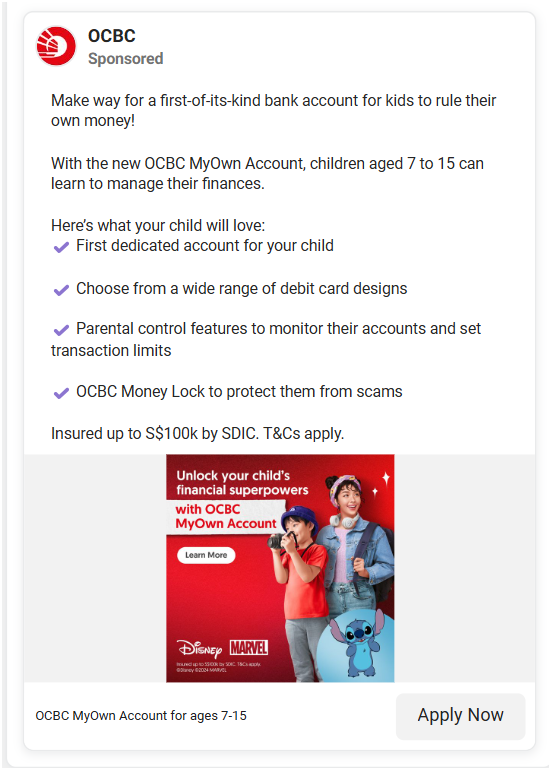 OCBC
Sponsored
Make way for a first-of-its-kind bank account for kids to rule their
own money!
With the new OCBC MyOwn Account, children aged 7 to 15 can
learn to manage their finances.
Here’s what your child will love:
First dedicated account for your child
Choose from a wide range of debit card designs
Parental control features to monitor their accounts and set
transaction limits
OCBC Money Lock to protect them from scams
Insured up to S$100k by SDIC. T&Cs apply.
Unlock your child’s
financial superpowers
with OCBC
MyOwn Account
Learn More
Disney MARVEL
Insured up to S$100k by SDIC. T&Cs apply.
©Disney ©2024 MARVEL
OCBC MyOwn Account for ages 7-15
Apply Now